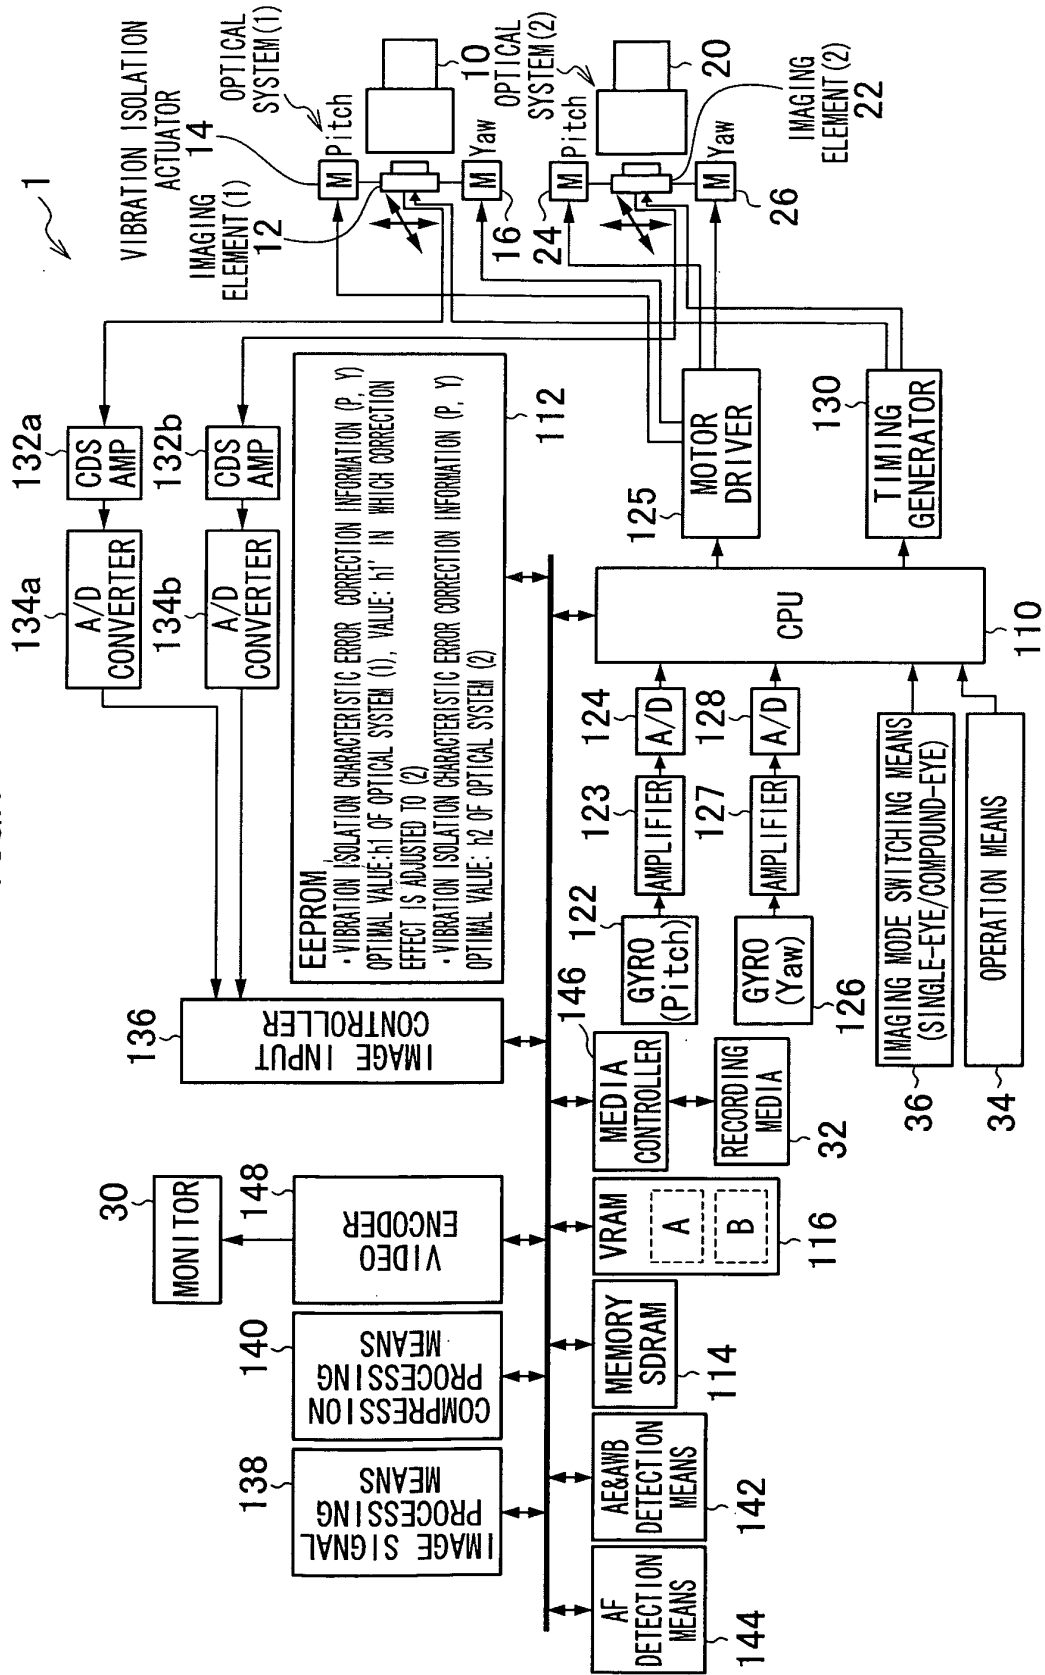 1
VIBRATION ISOLATION
ACTUATOR
14
OPTICAL
SYSTEM(1)
Pitch
M
10
IMAGING
ELEMENT(1)
12
M
Yaw
16
OPTICAL
SYSTEM(2)
Pitch
M
24
20
IMAGING
ELEMENT(2)
22
M
Yaw
26
132a
CDS
AMP
132b
CDS
AMP
134a
A/D
CONVERTER
134b
A/D
CONVERTER
136
IMAGE INPUT
CONTROLLER
EEPROM
・VIBRATION ISOLATION CHARACTERISTIC ERROR CORRECTION INFORMATION (P, Y)
OPTIMAL VALUE:h1 OF OPTICAL SYSTEM (1), VALUE: h1' IN WHICH CORRECTION
EFFECT IS ADJUSTED TO (2)
・VIBRATION ISOLATION CHARACTERISTIC ERROR CORRECTION INFORMATION (P, Y)
OPTIMAL VALUE: h2 OF OPTICAL SYSTEM (2)
112
125
MOTOR
DRIVER
130
TIMING
GENERATOR
CPU
110
30
MONITOR
148
VIDEO
ENCODER
140
COMPRESSION
PROCESSING
MEANS
138
IMAGE SIGNAL
PROCESSING
MEANS
AF
DETECTION
MEANS
144
AE&AWB
DETECTION
MEANS
142
MEMORY
SDRAM
114
VRAM
A
B
116
146
MEDIA
CONTROLLER
RECORDING
MEDIA
32
122
GYRO
(Pitch)
123
AMPLIFIER
124
A/D
GYRO
(Yaw)
126
127
AMPLIFIER
128
A/D
IMAGING MODE SWITCHING MEANS
(SINGLE-EYE/COMPOUND-EYE)
36
OPERATION MEANS
34